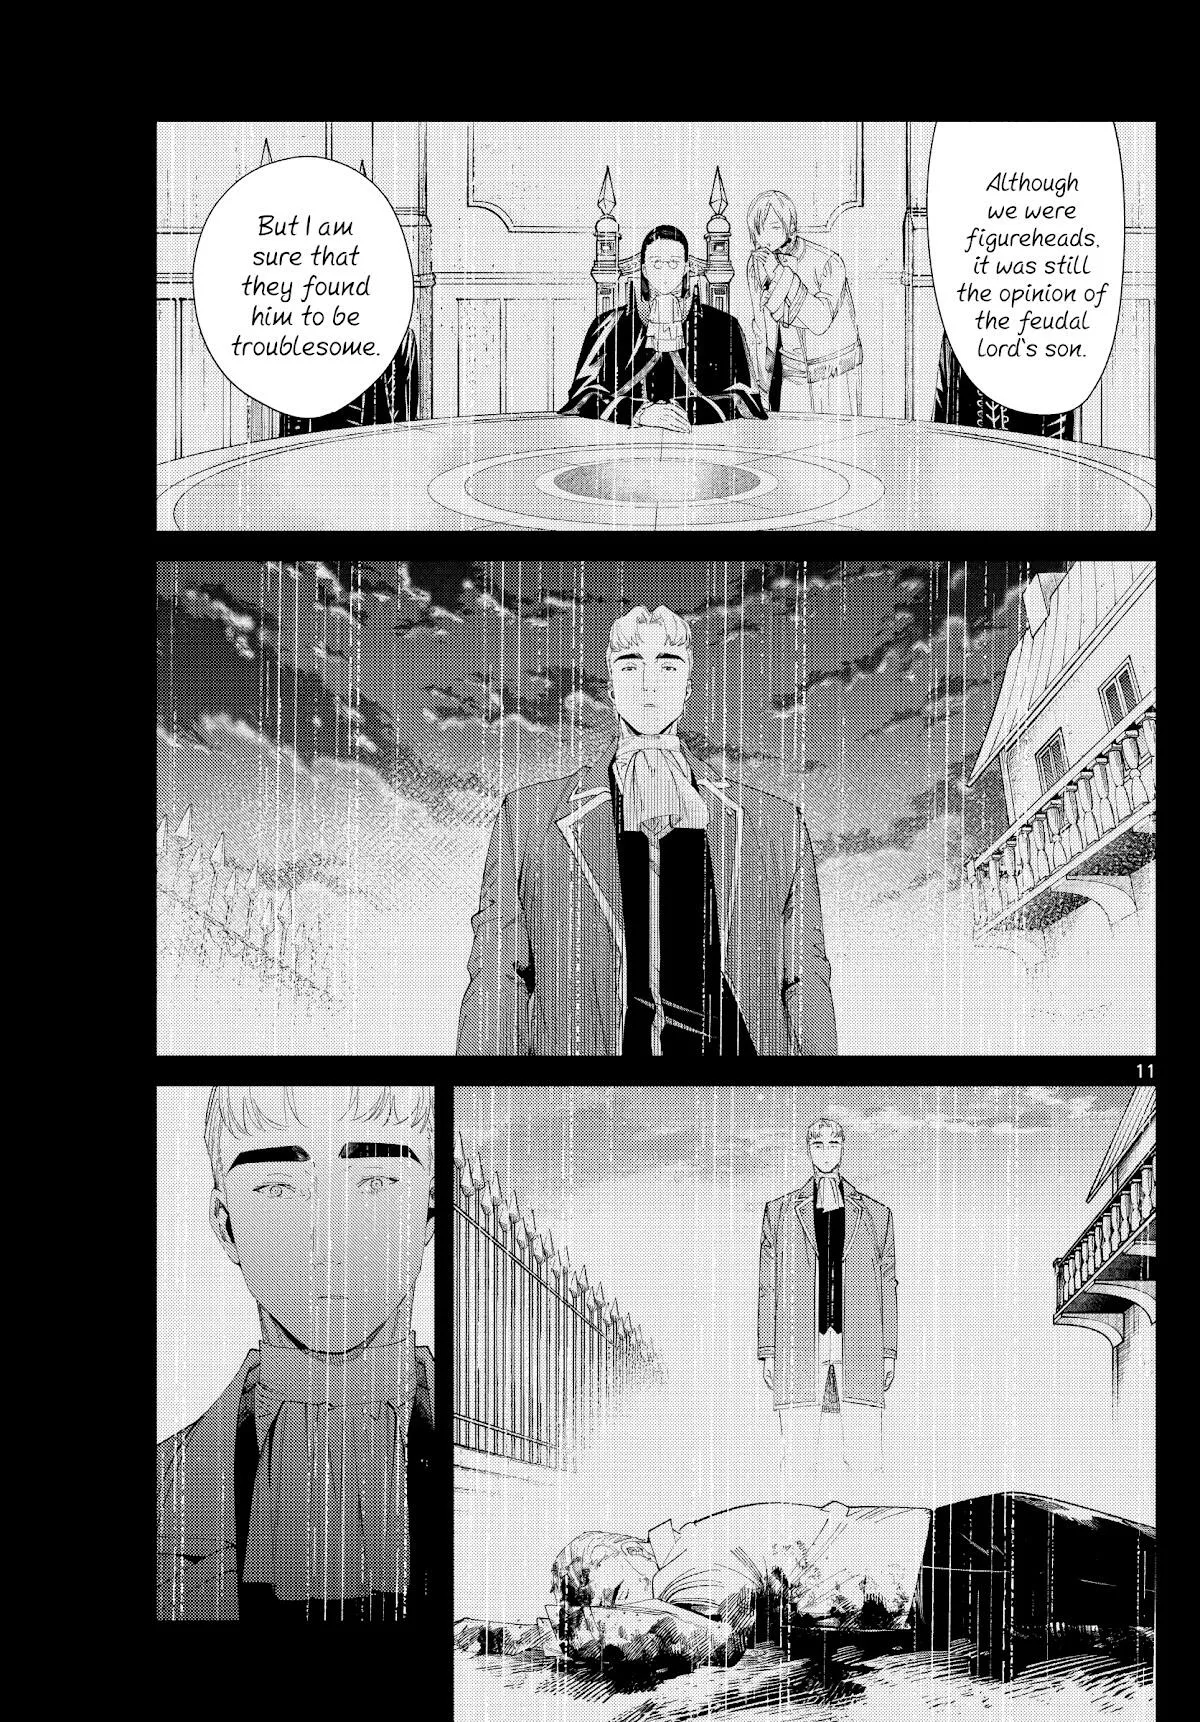 Although
we were
figureheads,
it was still
the opinion of
the feudal
lord's son.
But I am
sure that
they found
him to be
troublesome.
11